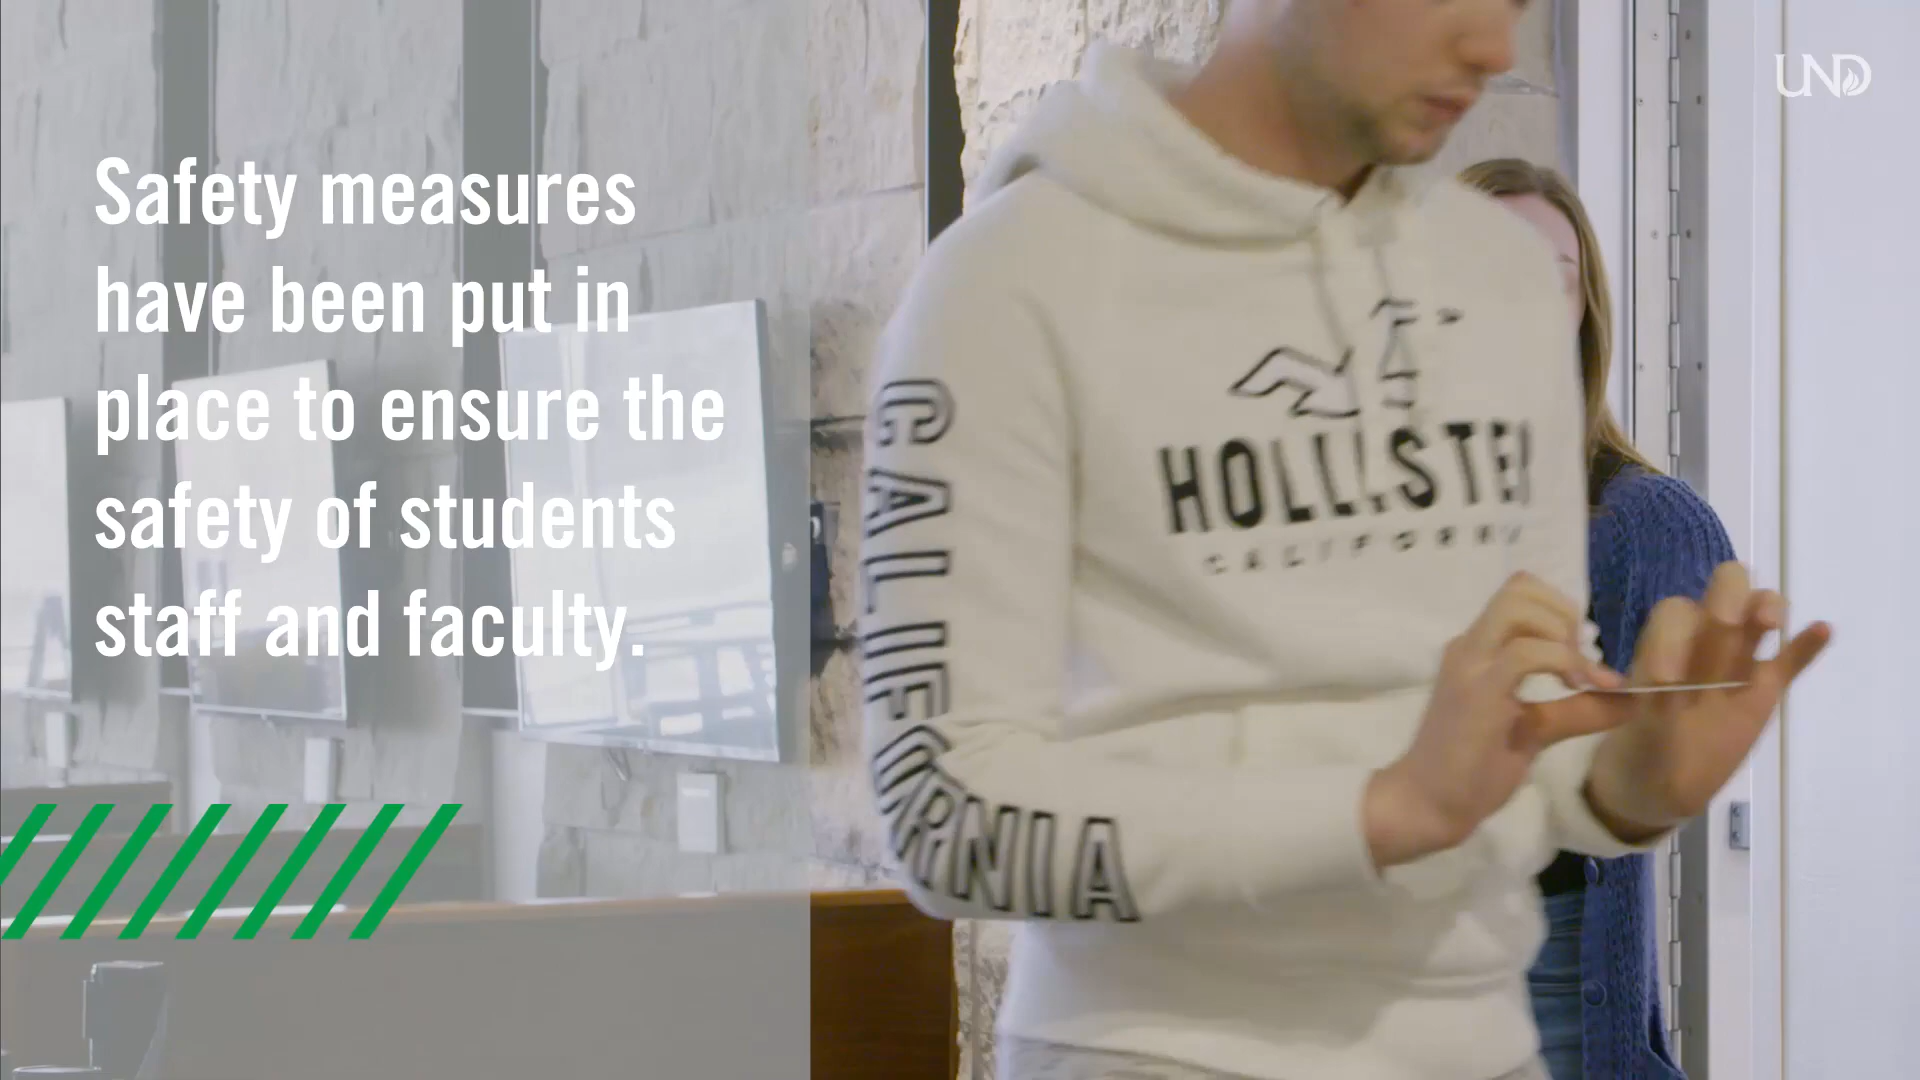 UND
Safety measures
have been put in
place to ensure the
safety of students
staff and faculty.
CALIFORNIA
HOLLISTER
CALIFORNIA